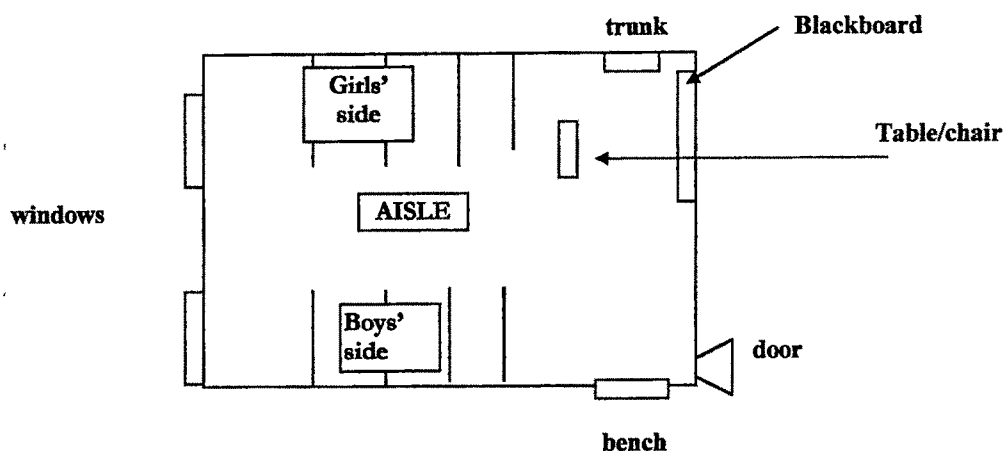 trunk
Blackboard
Girls'
side
Table/chair
windows
AISLE
Boys'
side
door
bench